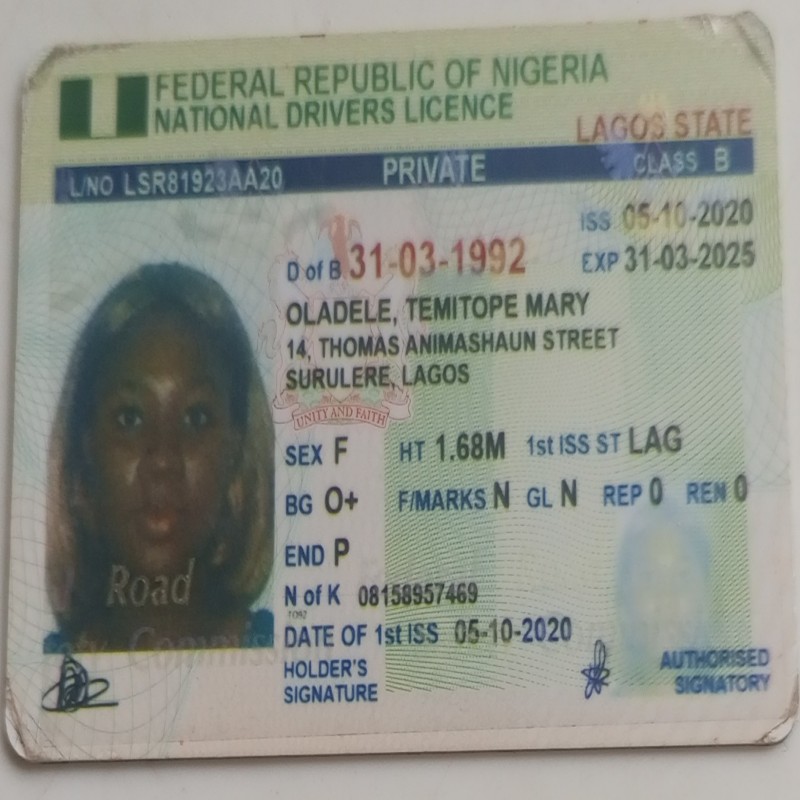 FEDERAL REPUBLIC OF NIGERIA
NATIONAL DRIVERS LICENCE
LAGOS STATE
L/NO LSR81923AA20 PRIVATE CLASS B
ISS 05-10-2020
D of B 31-03-1992 EXP 31-03-2025
OLADELE, TEMITOPE MARY
14, THOMAS ANIMASHAUN STREET
SURULERE, LAGOS
UNITY AND FAITH
SEX F HT 1.68M 1st ISS ST LAG
BG O+ F/MARKS N GL N REP 0 REN 0
END P
Road
N of K 08158957469
DATE OF 1st ISS 05-10-2020
HOLDER'S
SIGNATURE
AUTHORISED
SIGNATORY